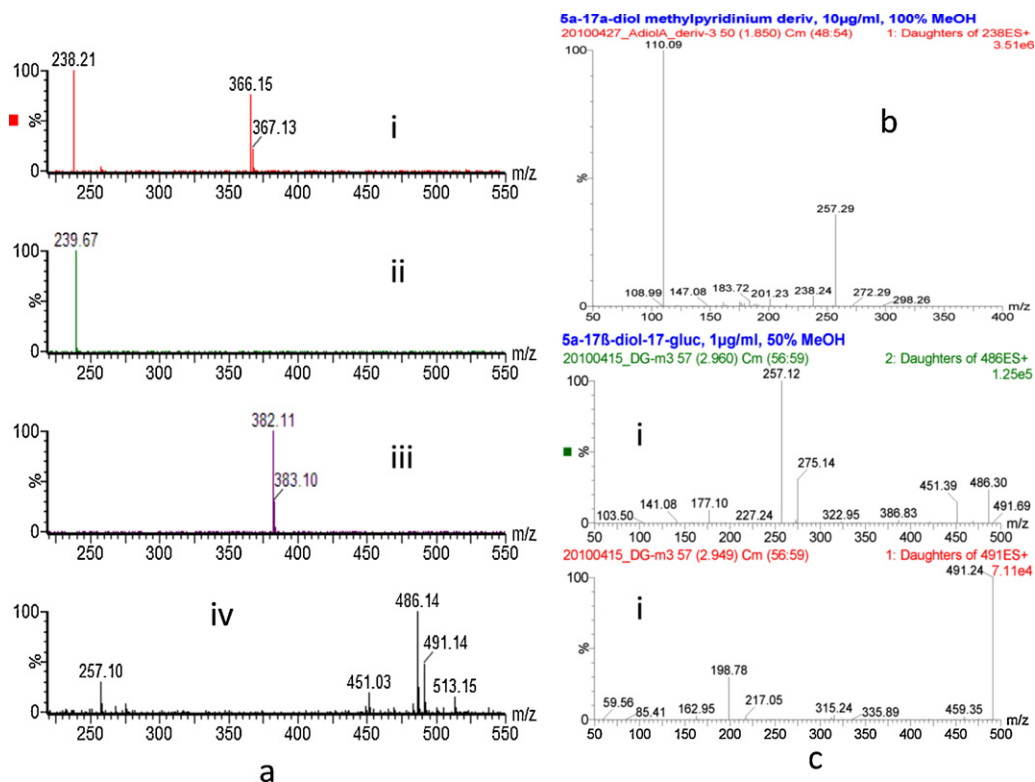 238.21
366.15
367.13
100
%
0
i
250 300 350 400 450 500 550 m/z
239.67
100
%
0
ii
250 300 350 400 450 500 550 m/z
382.11
383.10
100
%
0
iii
250 300 350 400 450 500 550 m/z
iv
486.14
491.14
257.10
451.03
513.15
100
%
0
250 300 350 400 450 500 550 m/z
a
5a-17a-diol methylpyridinium deriv, 10µg/ml, 100% MeOH
20100427_AdiolA_deriv-3 50 (1.850) Cm (48:54) 1: Daughters of 238ES+
3.51e6
110.09
100
b
257.29
%
108.99 147.08 183.72 201.23 238.24 272.29 298.26
0
50 100 150 200 250 300 350 400 m/z
5a-17ß-diol-17-gluc, 1µg/ml, 50% MeOH
20100415_DG-m3 57 (2.960) Cm (56:59) 2: Daughters of 486ES+
1.25e5
257.12
100
i
275.14
%
103.50 141.08 177.10 227.24 322.95 386.83 451.39 486.30 491.69
0
50 100 150 200 250 300 350 400 450 500 m/z
20100415_DG-m3 57 (2.949) Cm (56:59) 1: Daughters of 491ES+
491.24 7.11e4
100
i
%
198.78
59.56 85.41 162.95 217.05 315.24 335.89 459.35
0
50 100 150 200 250 300 350 400 450 500 m/z
c